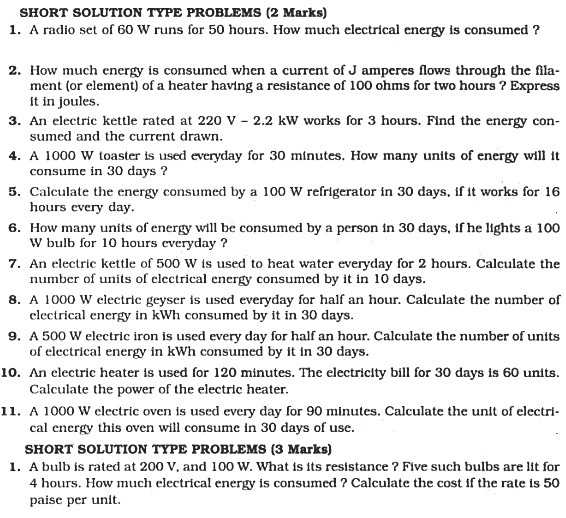 SHORT SOLUTION TYPE PROBLEMS (2 Marks)
1. A radio set of 60 W runs for 50 hours. How much electrical energy is consumed ?
2. How much energy is consumed when a current of J amperes flows through the fila-
ment (or element) of a heater having a resistance of 100 ohms for two hours ? Express
it in joules.
3. An electric kettle rated at 220 V – 2.2 kW works for 3 hours. Find the energy con-
sumed and the current drawn.
4. A 1000 W toaster is used everyday for 30 minutes. How many units of energy will it
consume in 30 days ?
5. Calculate the energy consumed by a 100 W refrigerator in 30 days, if it works for 16
hours every day.
6. How many units of energy will be consumed by a person in 30 days, if he lights a 100
W bulb for 10 hours everyday ?
7. An electric kettle of 500 W is used to heat water everyday for 2 hours. Calculate the
number of units of electrical energy consumed by it in 10 days.
8. A 1000 W electric geyser is used everyday for half an hour. Calculate the number of
electrical energy in kWh consumed by it in 30 days.
9. A 500 W electric iron is used every day for half an hour. Calculate the number of units
of electrical energy in kWh consumed by it in 30 days.
10. An electric heater is used for 120 minutes. The electricity bill for 30 days is 60 units.
Calculate the power of the electric heater.
11. A 1000 W electric oven is used every day for 90 minutes. Calculate the unit of electri-
cal energy this oven will consume in 30 days of use.
SHORT SOLUTION TYPE PROBLEMS (3 Marks)
1. A bulb is rated at 200 V, and 100 W. What is its resistance ? Five such bulbs are lit for
4 hours. How much electrical energy is consumed ? Calculate the cost if the rate is 50
paise per unit.